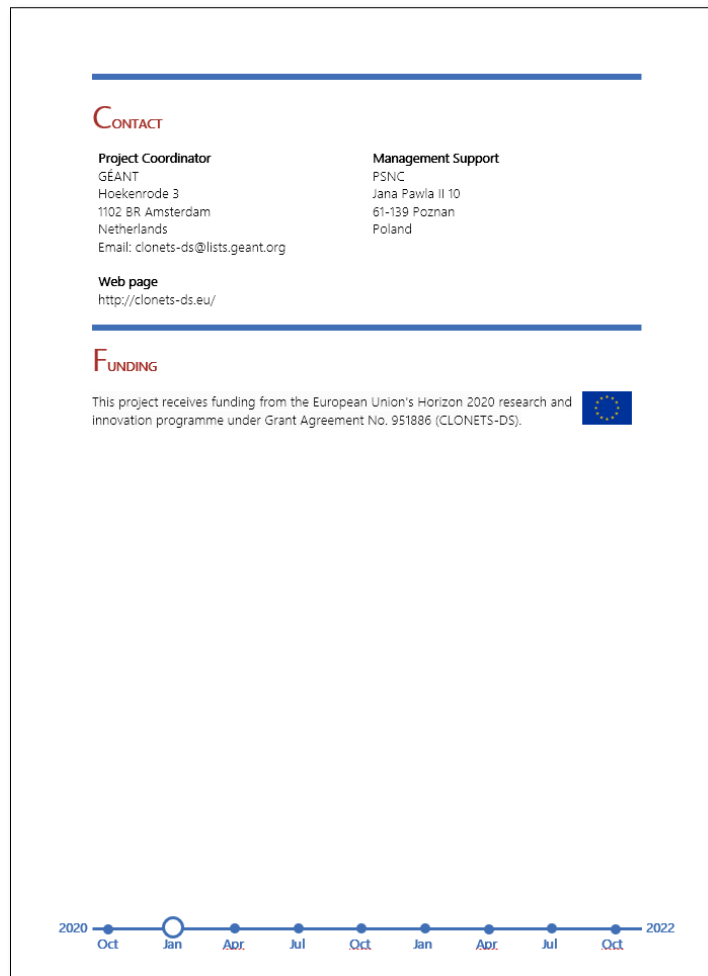 CONTACT
Project Coordinator
GÉANT
Hoekenrode 3
1102 BR Amsterdam
Netherlands
Email: clonets-ds@lists.geant.org
Management Support
PSNC
Jana Pawla II 10
61-139 Poznan
Poland
Web page
http://clonets-ds.eu/
FUNDING
This project receives funding from the European Union's Horizon 2020 research and
innovation programme under Grant Agreement No. 951886 (CLONETS-DS).
2020 2022
Oct Jan Apr Jul Oct Jan Apr Jul Oct